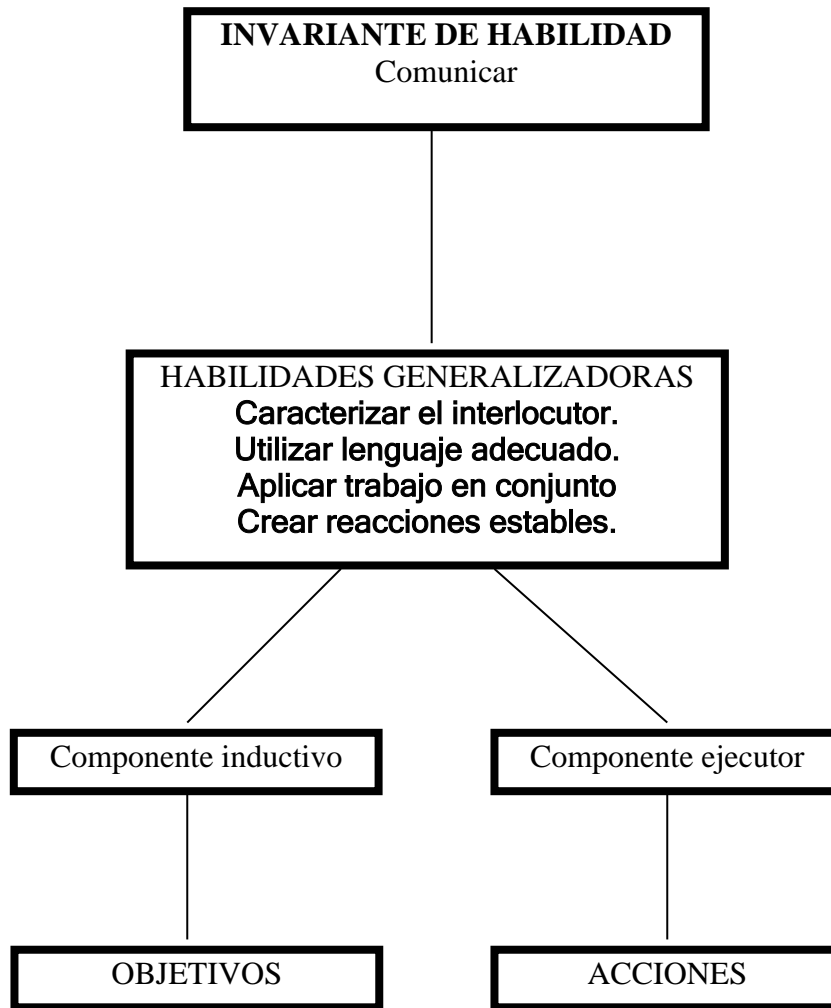 INVARIANTE DE HABILIDAD
Comunicar
HABILIDADES GENERALIZADORAS
Caracterizar el interlocutor.
Utilizar lenguaje adecuado.
Aplicar trabajo en conjunto
Crear reacciones estables.
Componente inductivo
Componente ejecutor
OBJETIVOS
ACCIONES